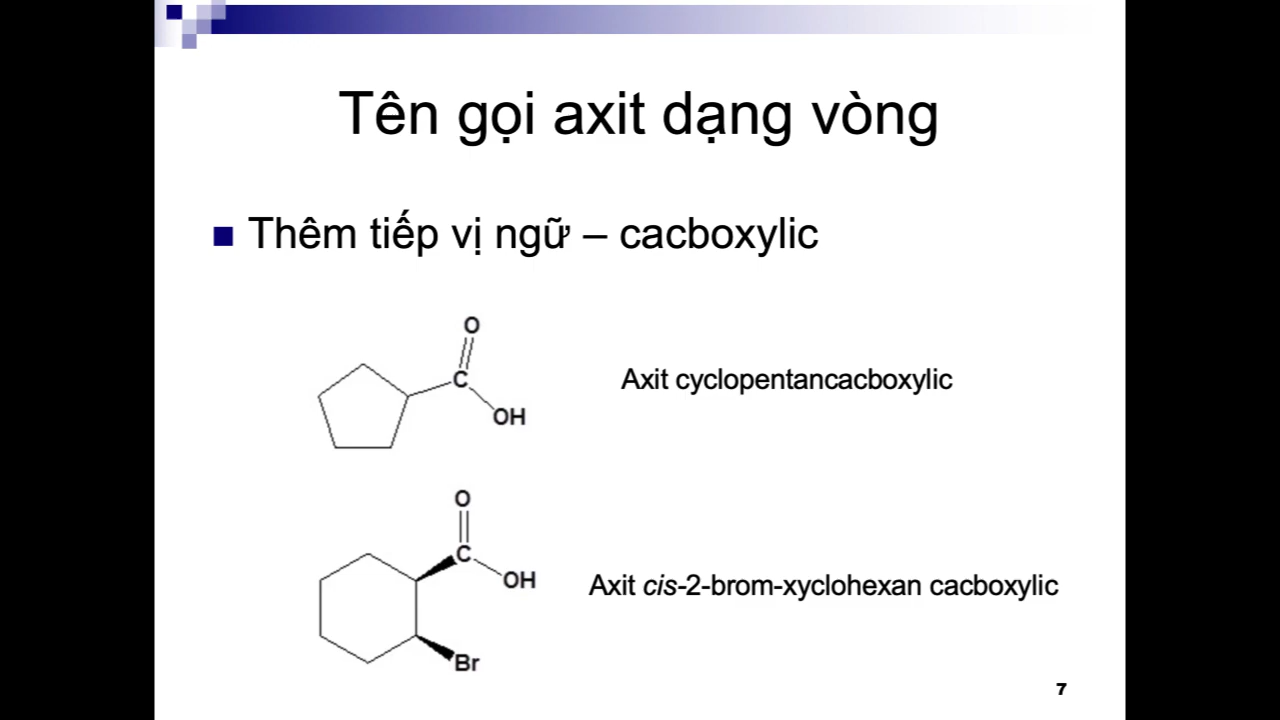 Tên gọi axit dạng vòng
Thêm tiếp vị ngữ – cacboxylic
O
C
OH
Axit cyclopentancacboxylic
O
C
OH
Axit cis-2-brom-xyclohexan cacboxylic
Br
7